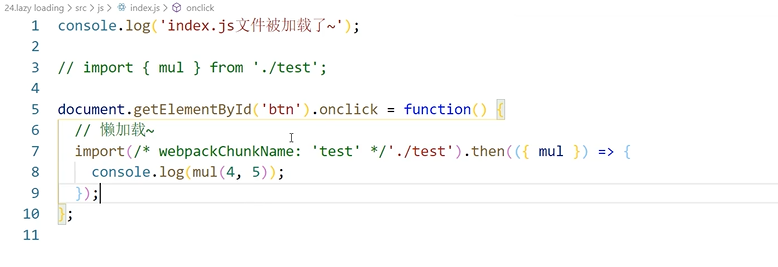 24.lazy loading > src > js > index.js > onclick
1 console.log('index.js文件被加载了~');
2
3 // import { mul } from './test';
4
5 document.getElementById('btn').onclick = function() {
6 // 懒加载~
7 import(/* webpackChunkName: 'test' */'./test').then(({ mul }) => {
8 console.log(mul(4, 5));
9 });
10 };
11